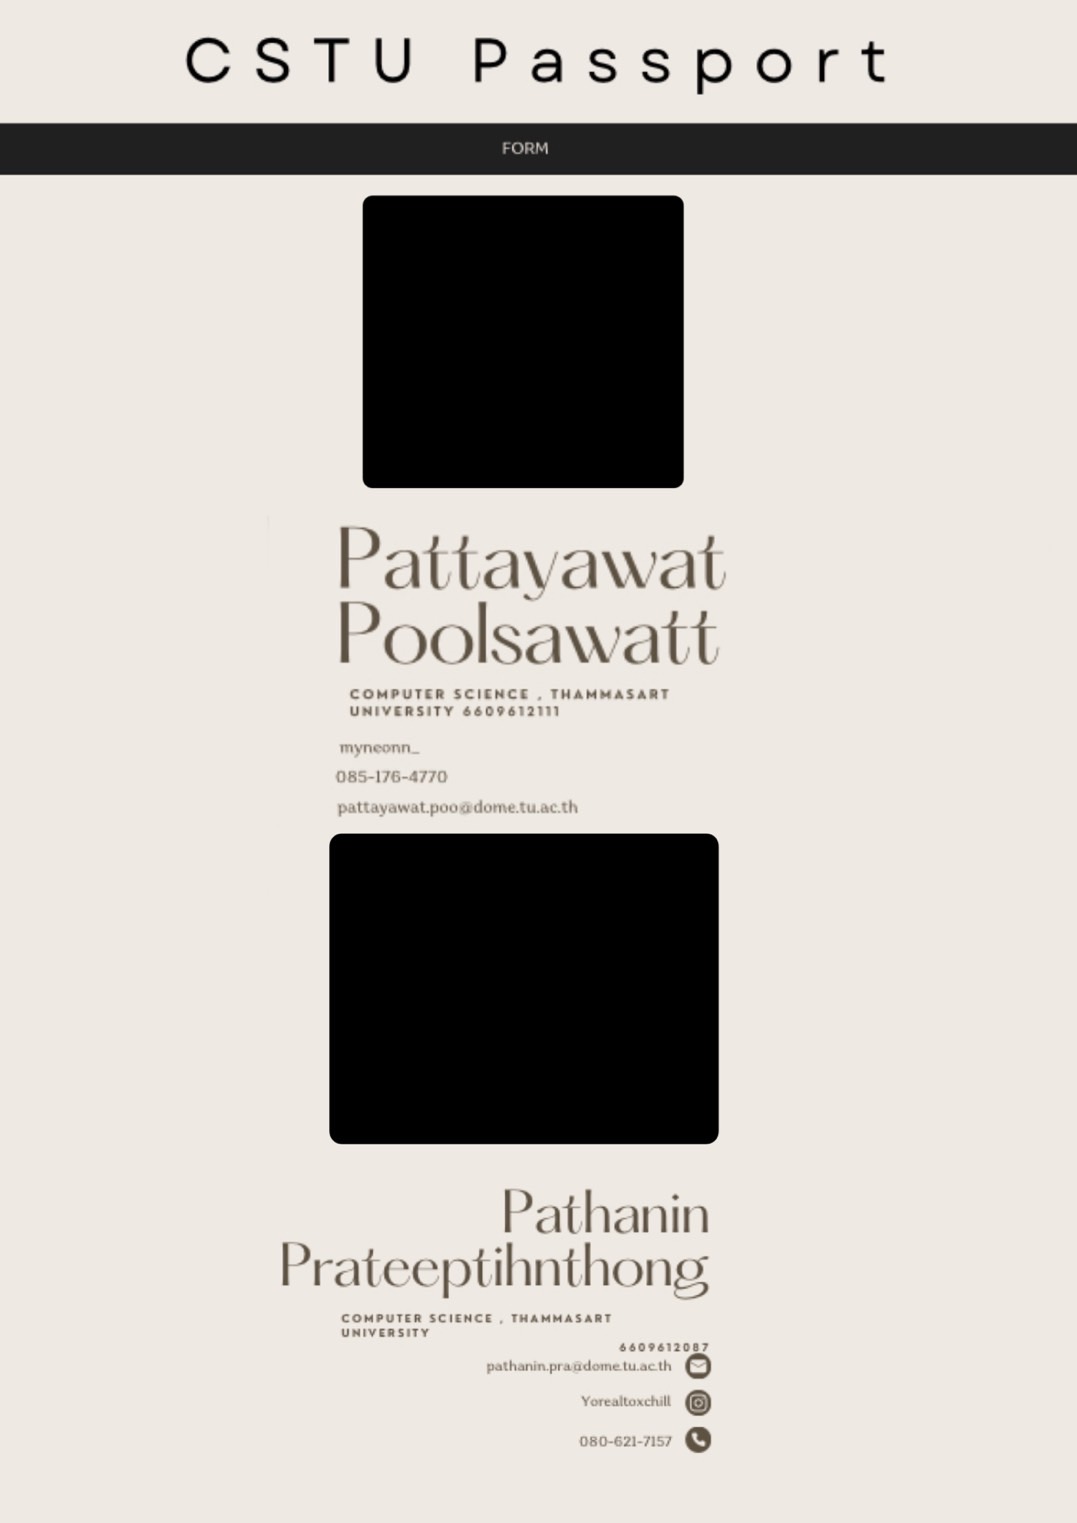 CSTU Passport
FORM
Pattayawat
Poolsawatt
COMPUTER SCIENCE , THAMMASART
UNIVERSITY 6609612111
myneonn_
085-176-4770
pattayawat.poo@dome.tu.ac.th
Pathanin
Prateeptihnthong
COMPUTER SCIENCE , THAMMASART
UNIVERSITY
6609612087
pathanin.pra@dome.tu.ac.th
Yorealtoxchill
080-621-7157